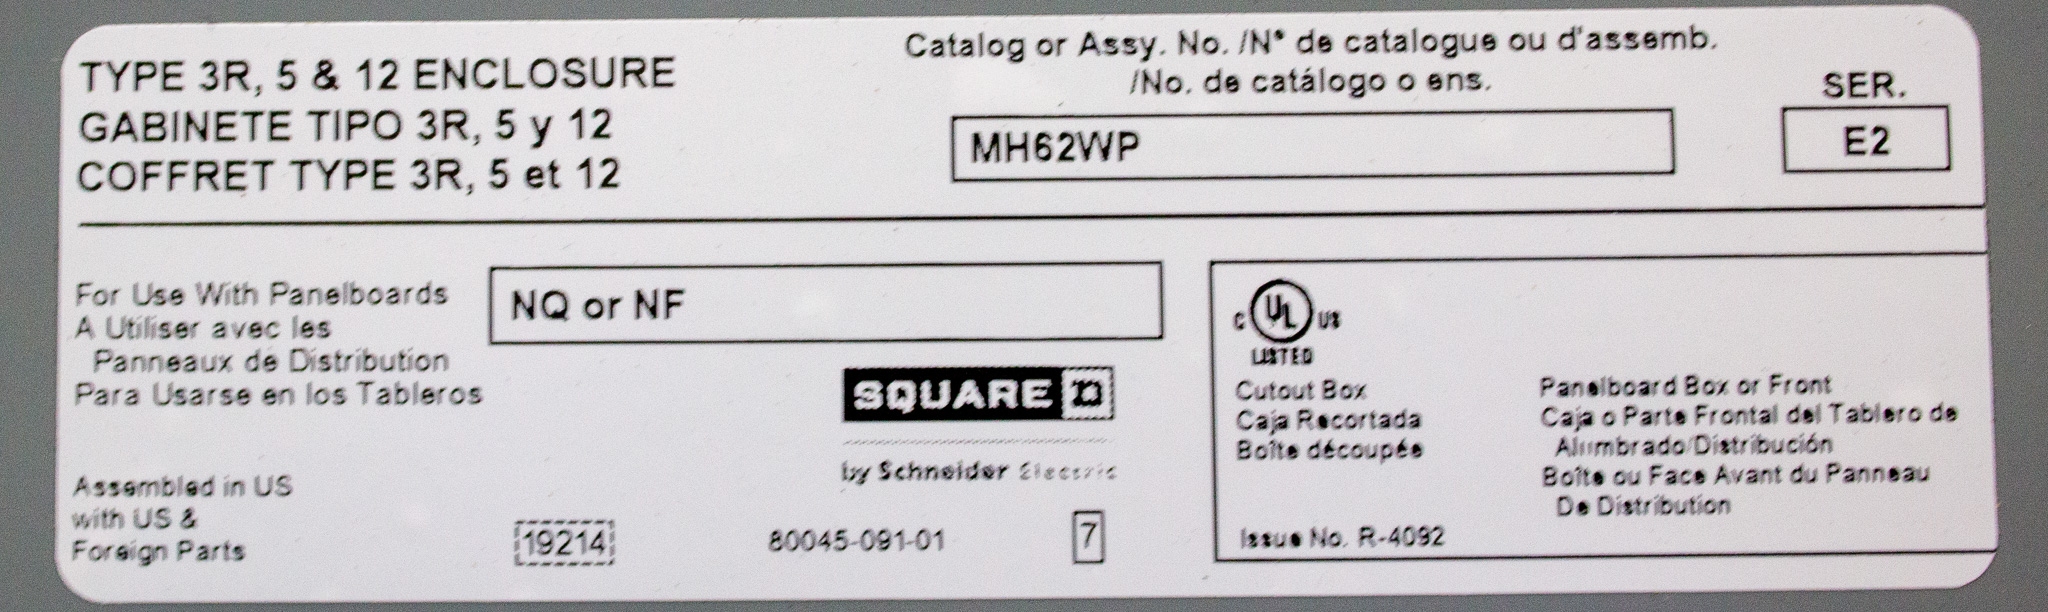 TYPE 3R, 5 & 12 ENCLOSURE
GABINETE TIPO 3R, 5 y 12
COFFRET TYPE 3R, 5 et 12
Catalog or Assy. No. /N° de catalogue ou d'assemb.
/No. de catálogo o ens.
MH62WP
SER.
E2
For Use With Panelboards
A Utiliser avec les
Panneaux de Distribution
Para Usarse en los Tableros
NQ or NF
SQUARE D
by Schneider Electric
Assembled in US
with US &
Foreign Parts
19214
80045-091-01
7
C UL US
LISTED
Cutout Box
Caja Recortada
Boîte découpée
Panelboard Box or Front
Caja o Parte Frontal del Tablero de
Alumbrado/Distribución
Boîte ou Face Avant du Panneau
De Distribution
Issue No. R-4092